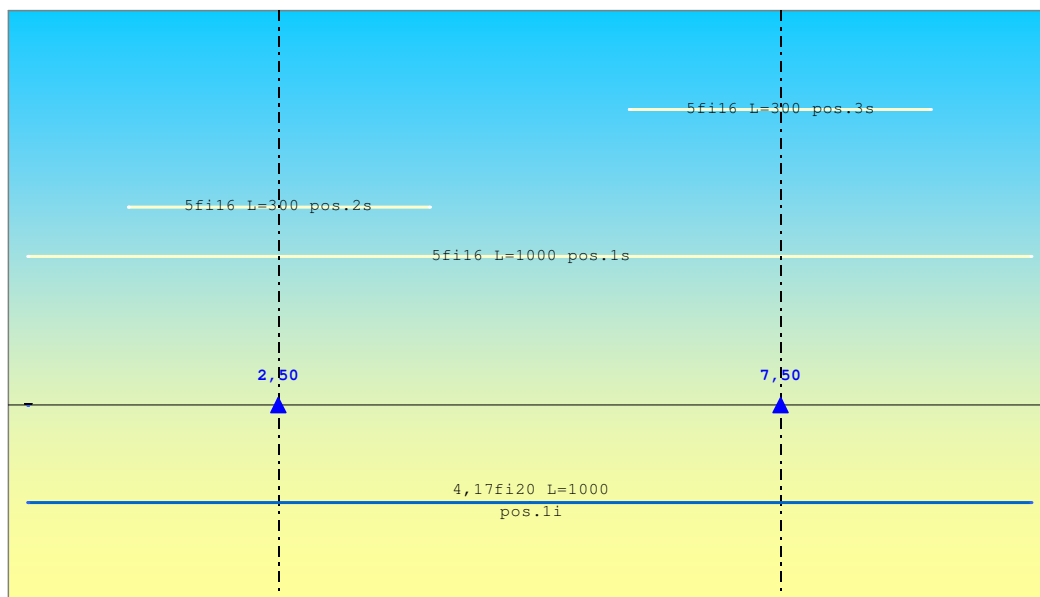 5fi16 L=300 pos.3s
5fi16 L=300 pos.2s
5fi16 L=1000 pos.1s
2,50
7,50
4,17fi20 L=1000
pos.1i